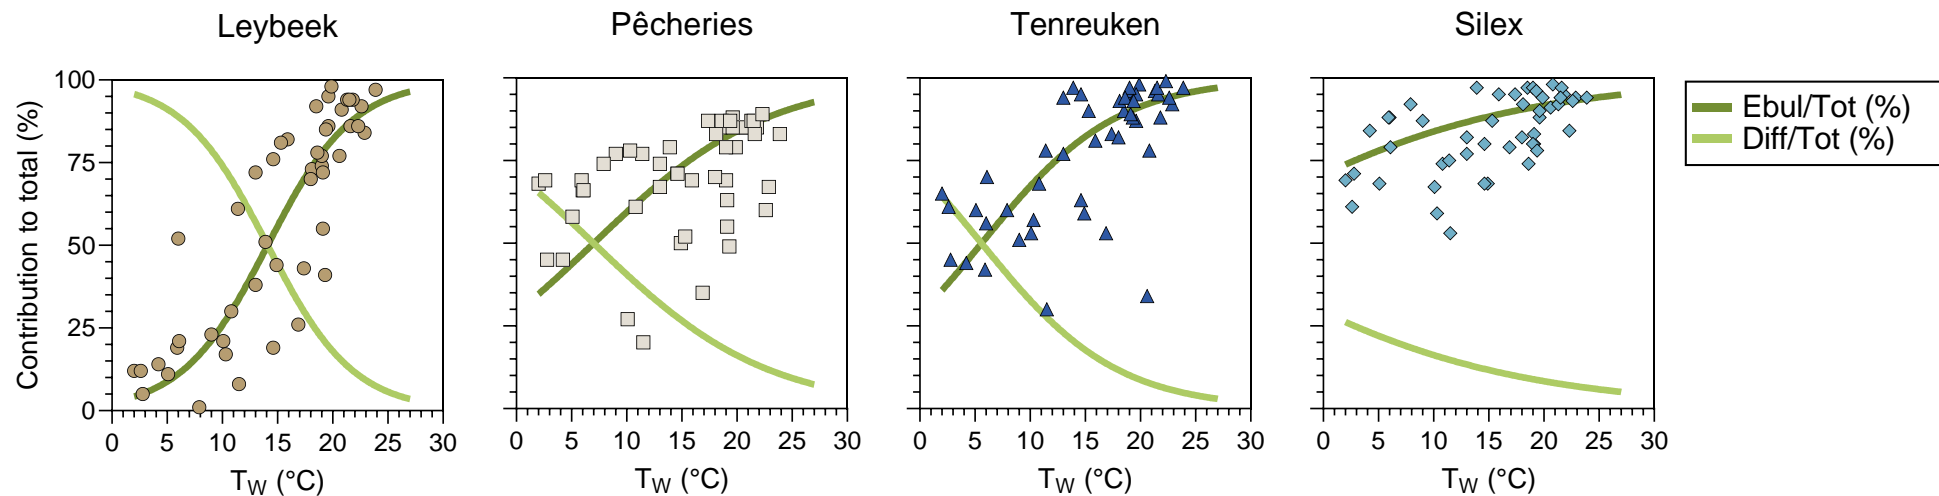 Leybeek Pêcheries Tenreuken Silex
Contribution to total (%)
100
75
50
25
0
0 5 10 15 20 25 30
0 5 10 15 20 25 30
0 5 10 15 20 25 30
0 5 10 15 20 25 30
TW (°C) TW (°C) TW (°C) TW (°C)
Ebul/Tot (%)
Diff/Tot (%)